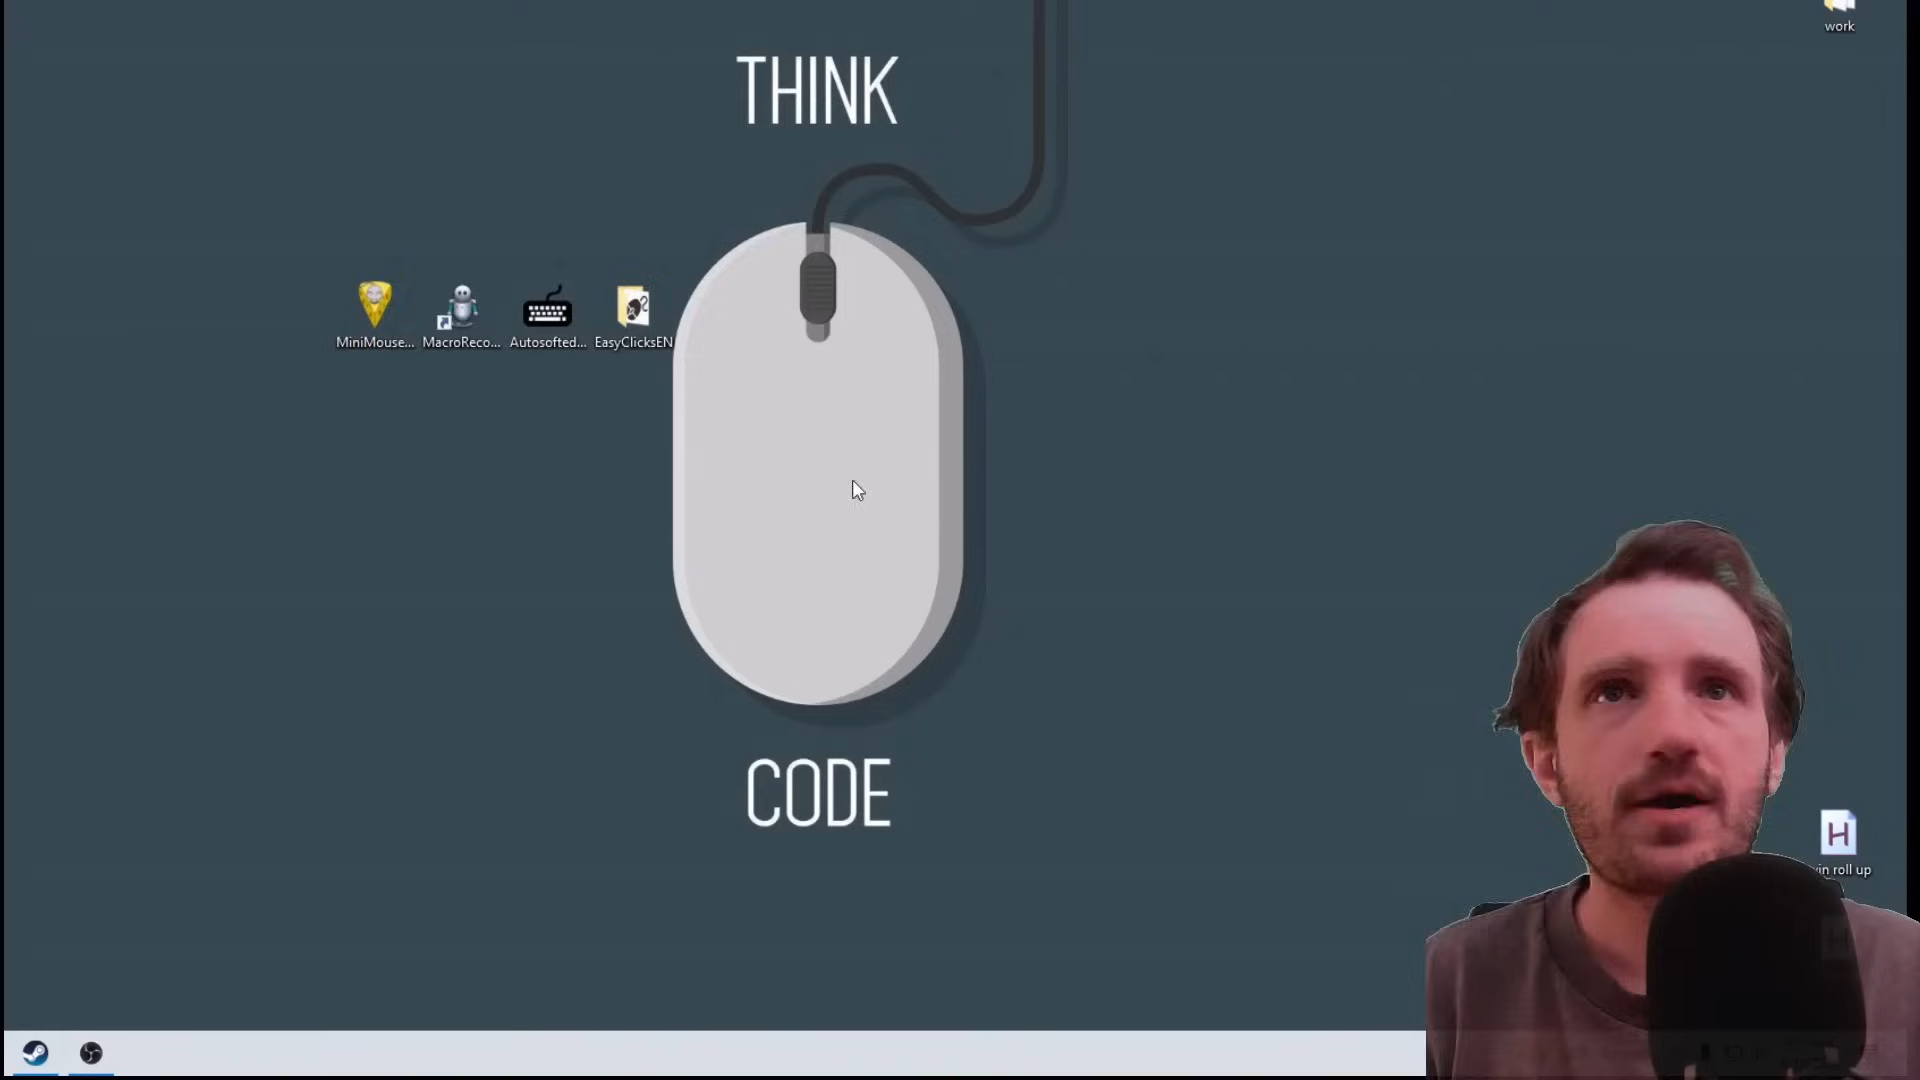 work
THINK
MiniMouse... MacroReco... Autosofted... EasyClicksEN
CODE
H
in roll up